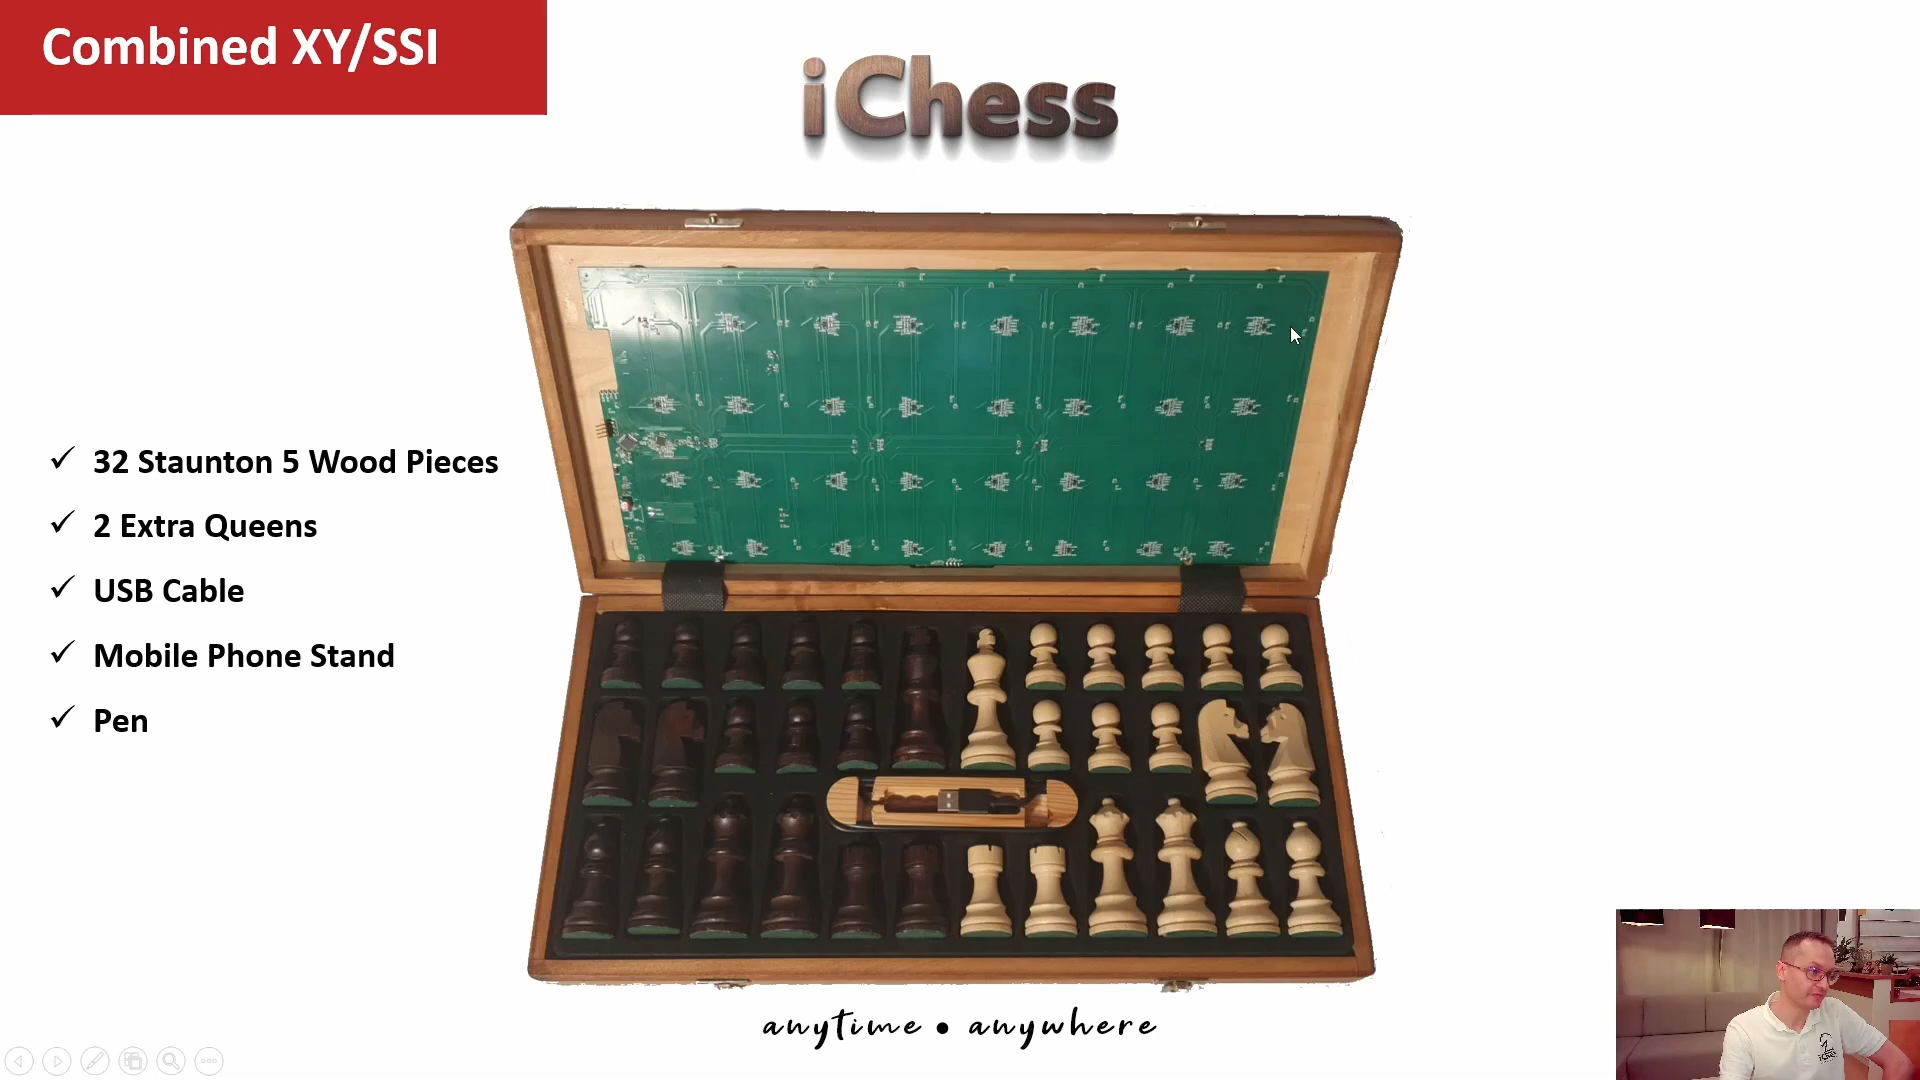 Combined XY/SSI
iChess
32 Staunton 5 Wood Pieces
2 Extra Queens
USB Cable
Mobile Phone Stand
Pen
anytime • anywhere